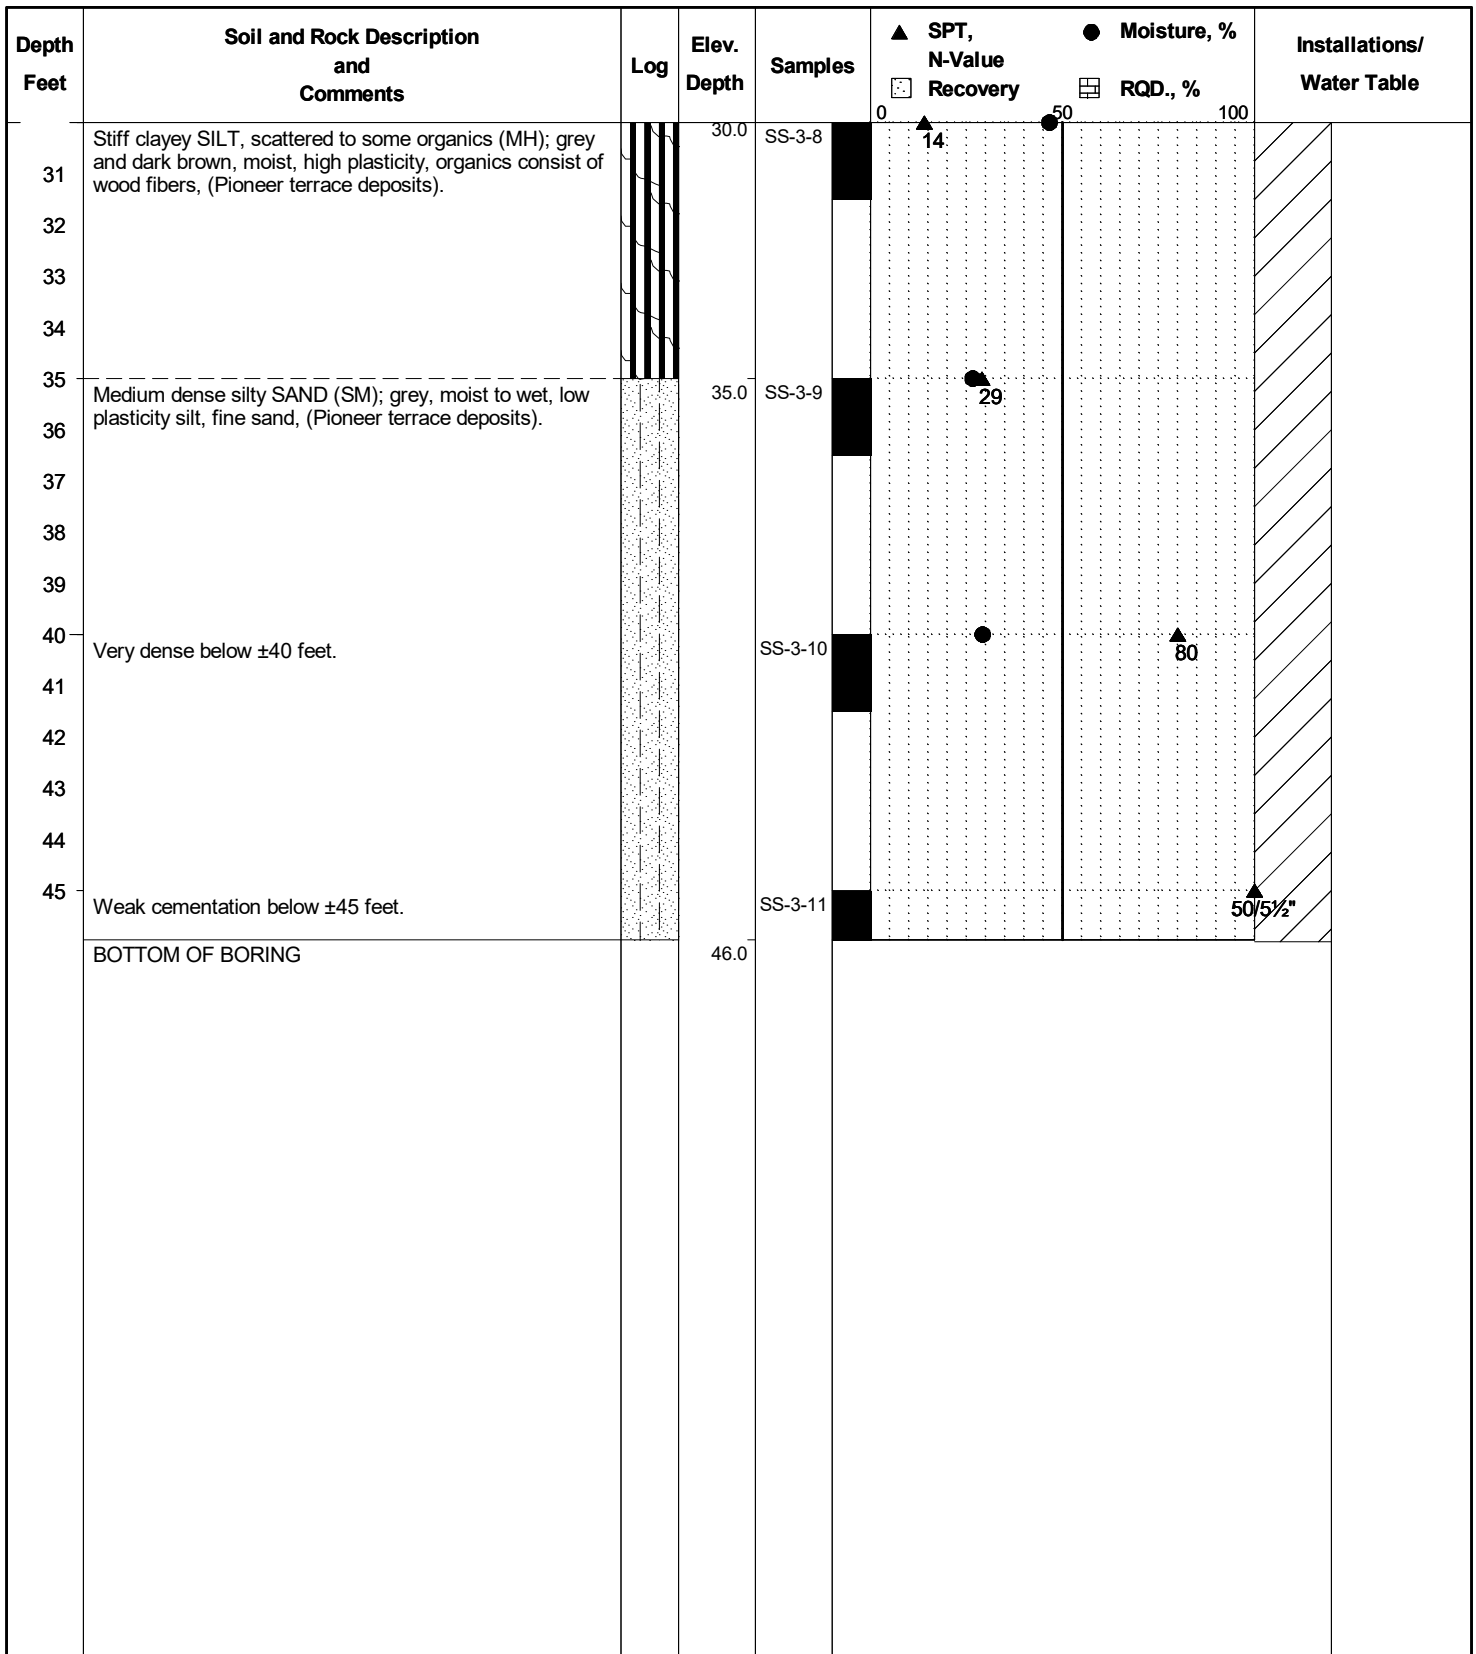 Depth
Feet
Soil and Rock Description
and
Comments
Log
Elev.
Depth
Samples
▲ SPT,
N-Value
● Moisture, %
Recovery
RQD., %
Installations/
Water Table
0 50 100
Stiff clayey SILT, scattered to some organics (MH); grey
and dark brown, moist, high plasticity, organics consist of
wood fibers, (Pioneer terrace deposits).
30.0
SS-3-8
14
31
32
33
34
35
Medium dense silty SAND (SM); grey, moist to wet, low
plasticity silt, fine sand, (Pioneer terrace deposits).
35.0
SS-3-9
29
36
37
38
39
40
Very dense below ±40 feet.
SS-3-10
80
41
42
43
44
45
Weak cementation below ±45 feet.
SS-3-11
50/5½"
BOTTOM OF BORING
46.0